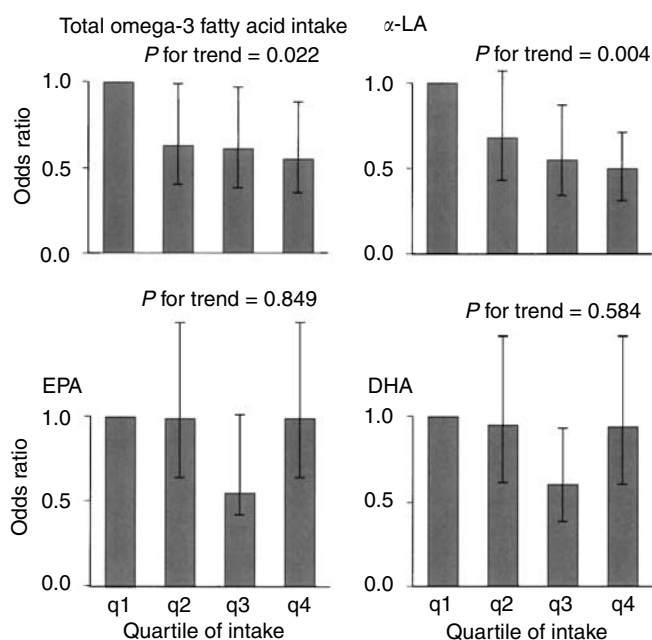 Total omega-3 fatty acid intake
P for trend = 0.022
Odds ratio
1.0
0.5
0.0
α-LA
P for trend = 0.004
1.0
0.5
0.0
P for trend = 0.849
EPA
Odds ratio
1.0
0.5
0.0
q1 q2 q3 q4
Quartile of intake
P for trend = 0.584
DHA
1.0
0.5
0.0
q1 q2 q3 q4
Quartile of intake